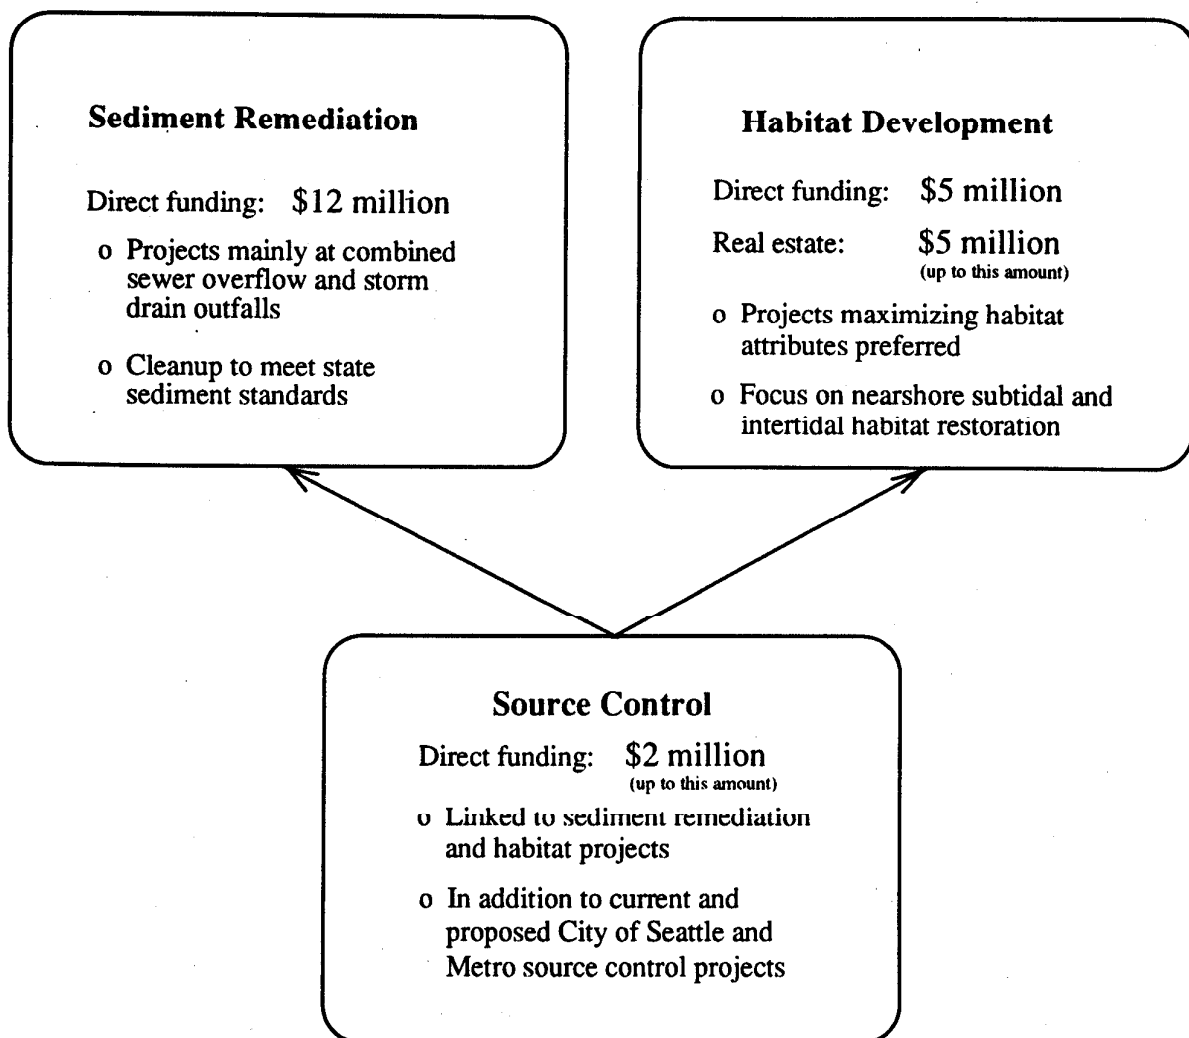 Sediment Remediation
Direct funding: $12 million
o Projects mainly at combined
sewer overflow and storm
drain outfalls
o Cleanup to meet state
sediment standards
Habitat Development
Direct funding: $5 million
Real estate: $5 million
(up to this amount)
o Projects maximizing habitat
attributes preferred
o Focus on nearshore subtidal and
intertidal habitat restoration
Source Control
Direct funding: $2 million
(up to this amount)
o Linked to sediment remediation
and habitat projects
o In addition to current and
proposed City of Seattle and
Metro source control projects